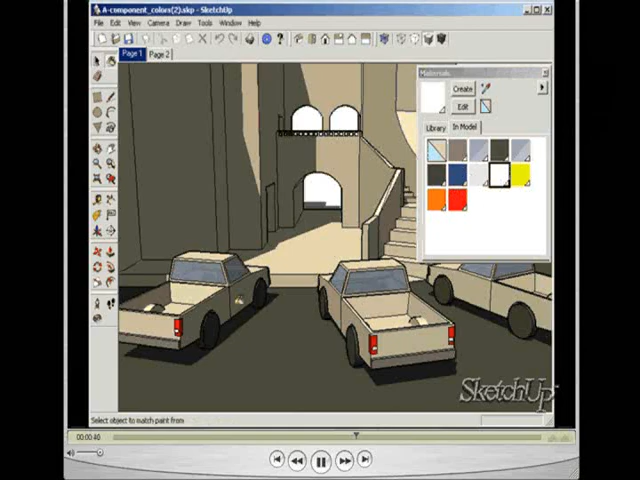 A-component_colors(2).skp - SketchUp
File Edit View Camera Draw Tools Window Help
Page 1 Page 2
Materials
Create
Edit
Library In Model
SketchUp
Select object to match paint from
00:00:40